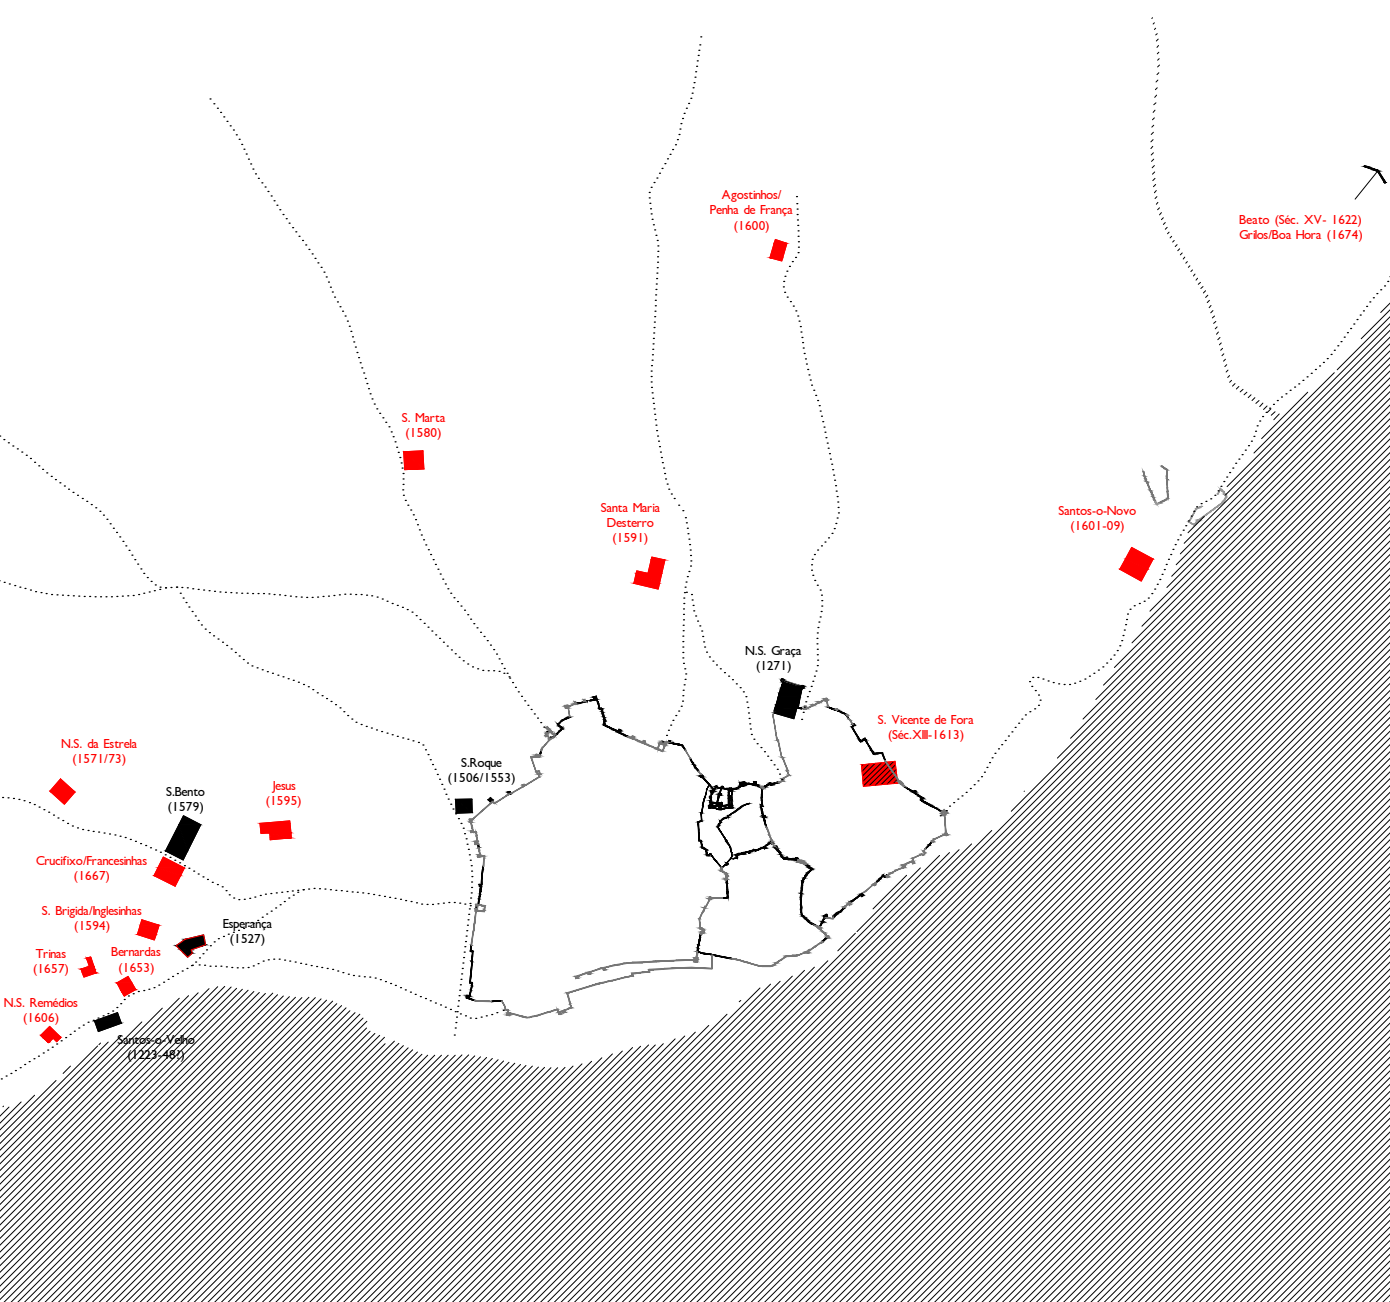 Agostinhos/
Penha de França
(1600)
Beato (Séc. XV- 1622)
Grilos/Boa Hora (1674)
S. Marta
(1580)
Santa Maria
Desterro
(1591)
Santos-o-Novo
(1601-09)
N.S. Graça
(1271)
S. Vicente de Fora
(Séc.XIII-1613)
N.S. da Estrela
(1571/73)
S.Roque
(1506/1553)
S.Bento
(1579)
Jesus
(1595)
Crucifixo/Francesinhas
(1667)
S. Brigida/Inglesinhas
(1594)
Esperança
(1527)
Trinas
(1657)
Bernardas
(1653)
N.S. Remédios
(1606)
Santos-o-Velho
(1223-48?)